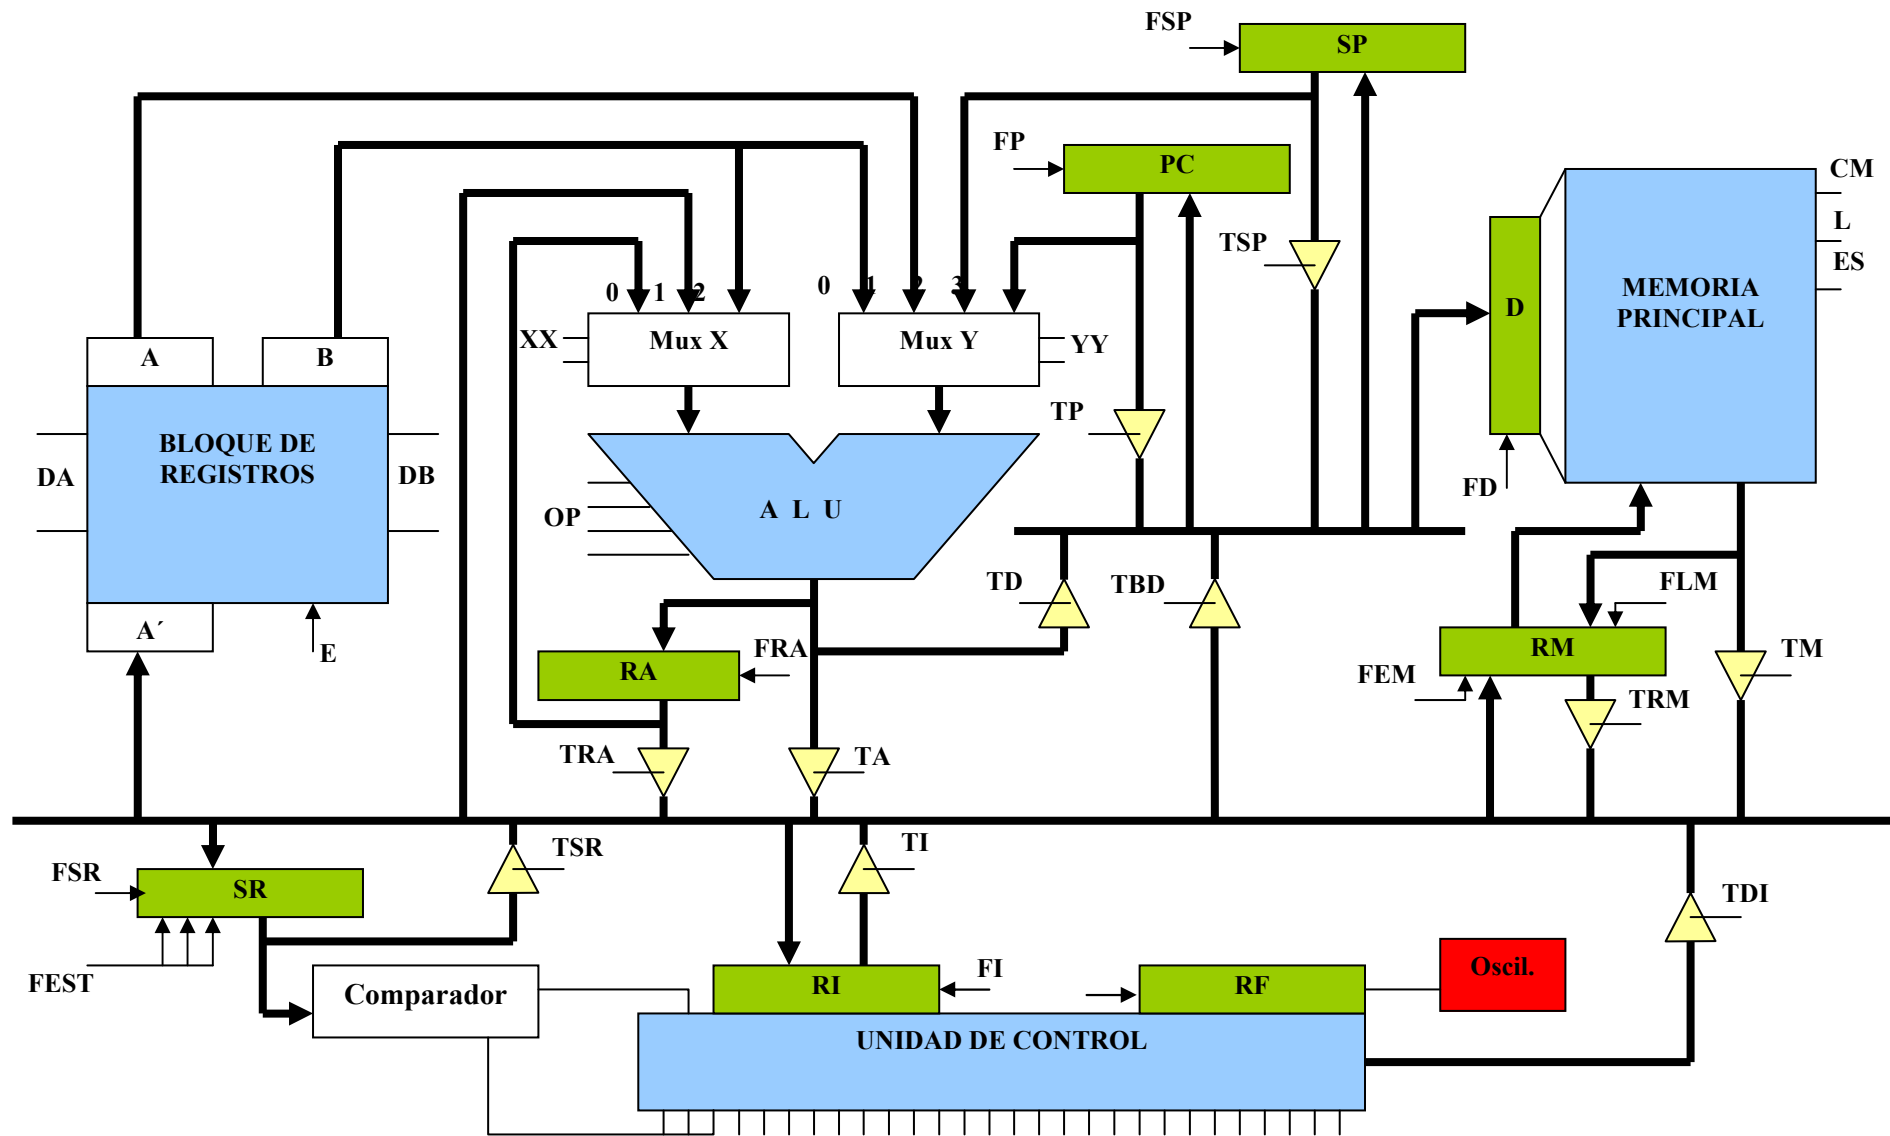 FSP
SP
FP
PC
CM
L
ES
TSP
MEMORIA
PRINCIPAL
D
0 1 2
0 1 2 3
XX
Mux X
Mux Y
YY
A
B
TP
BLOQUE DE
REGISTROS
DA
DB
FD
OP
A L U
TD
TBD
FLM
A´
E
RA
FRA
RM
TM
FEM
TRM
TRA
TA
TSR
TI
FSR
SR
TDI
FEST
Comparador
RI
FI
RF
Oscil.
UNIDAD DE CONTROL